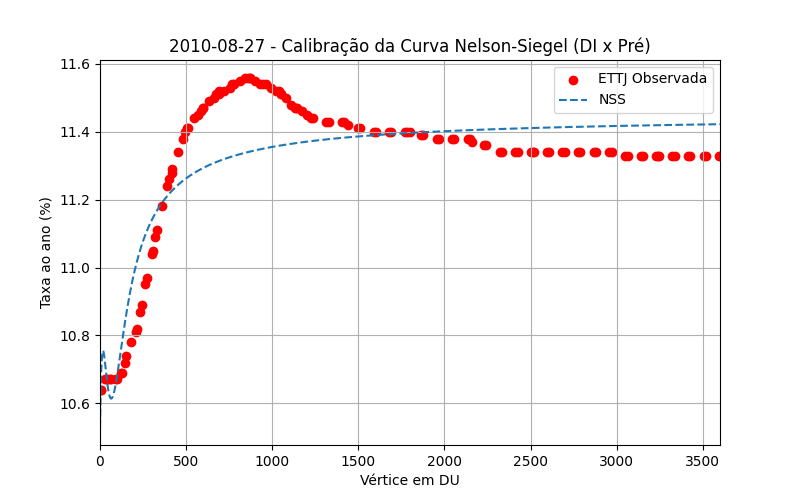 2010-08-27 - Calibração da Curva Nelson-Siegel (DI x Pré)
ETTJ Observada
NSS
Taxa ao ano (%)
11.6
11.4
11.2
11.0
10.8
10.6
0 500 1000 1500 2000 2500 3000 3500
Vértice em DU